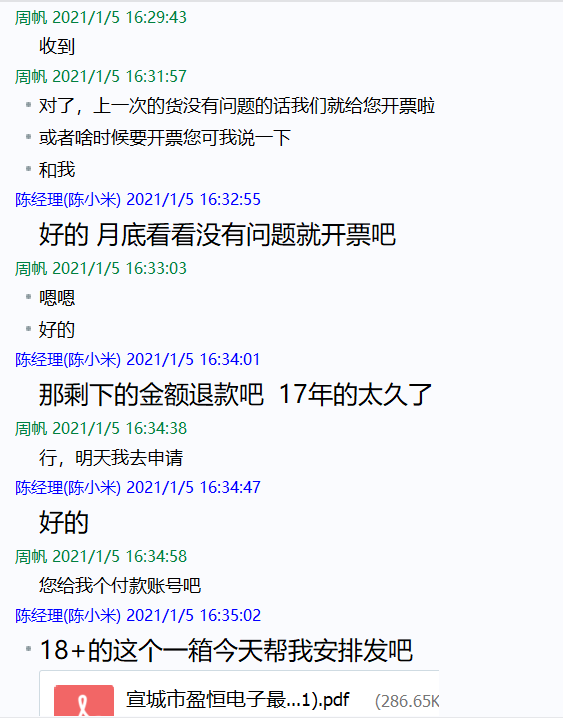 周帆 2021/1/5 16:29:43
收到
周帆 2021/1/5 16:31:57
对了，上一次的货没有问题的话我们就给您开票啦
或者啥时候要开票您可我说一下
和我
陈经理(陈小米) 2021/1/5 16:32:55
好的 月底看看没有问题就开票吧
周帆 2021/1/5 16:33:03
嗯嗯
好的
陈经理(陈小米) 2021/1/5 16:34:01
那剩下的金额退款吧  17年的太久了
周帆 2021/1/5 16:34:38
行，明天我去申请
陈经理(陈小米) 2021/1/5 16:34:47
好的
周帆 2021/1/5 16:34:58
您给我个付款账号吧
陈经理(陈小米) 2021/1/5 16:35:02
18+的这个一箱今天帮我安排发吧
宣城市盈恒电子最...1).pdf (286.65K